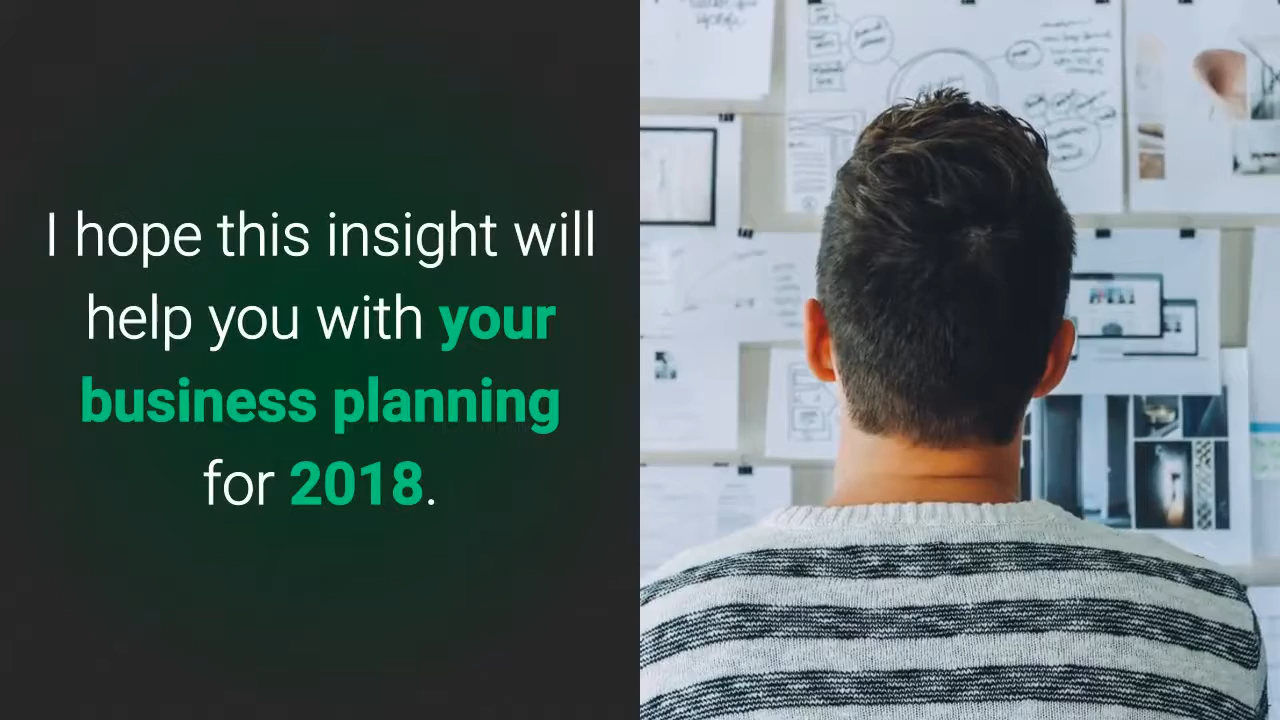 I hope this insight will
help you with your
business planning
for 2018.